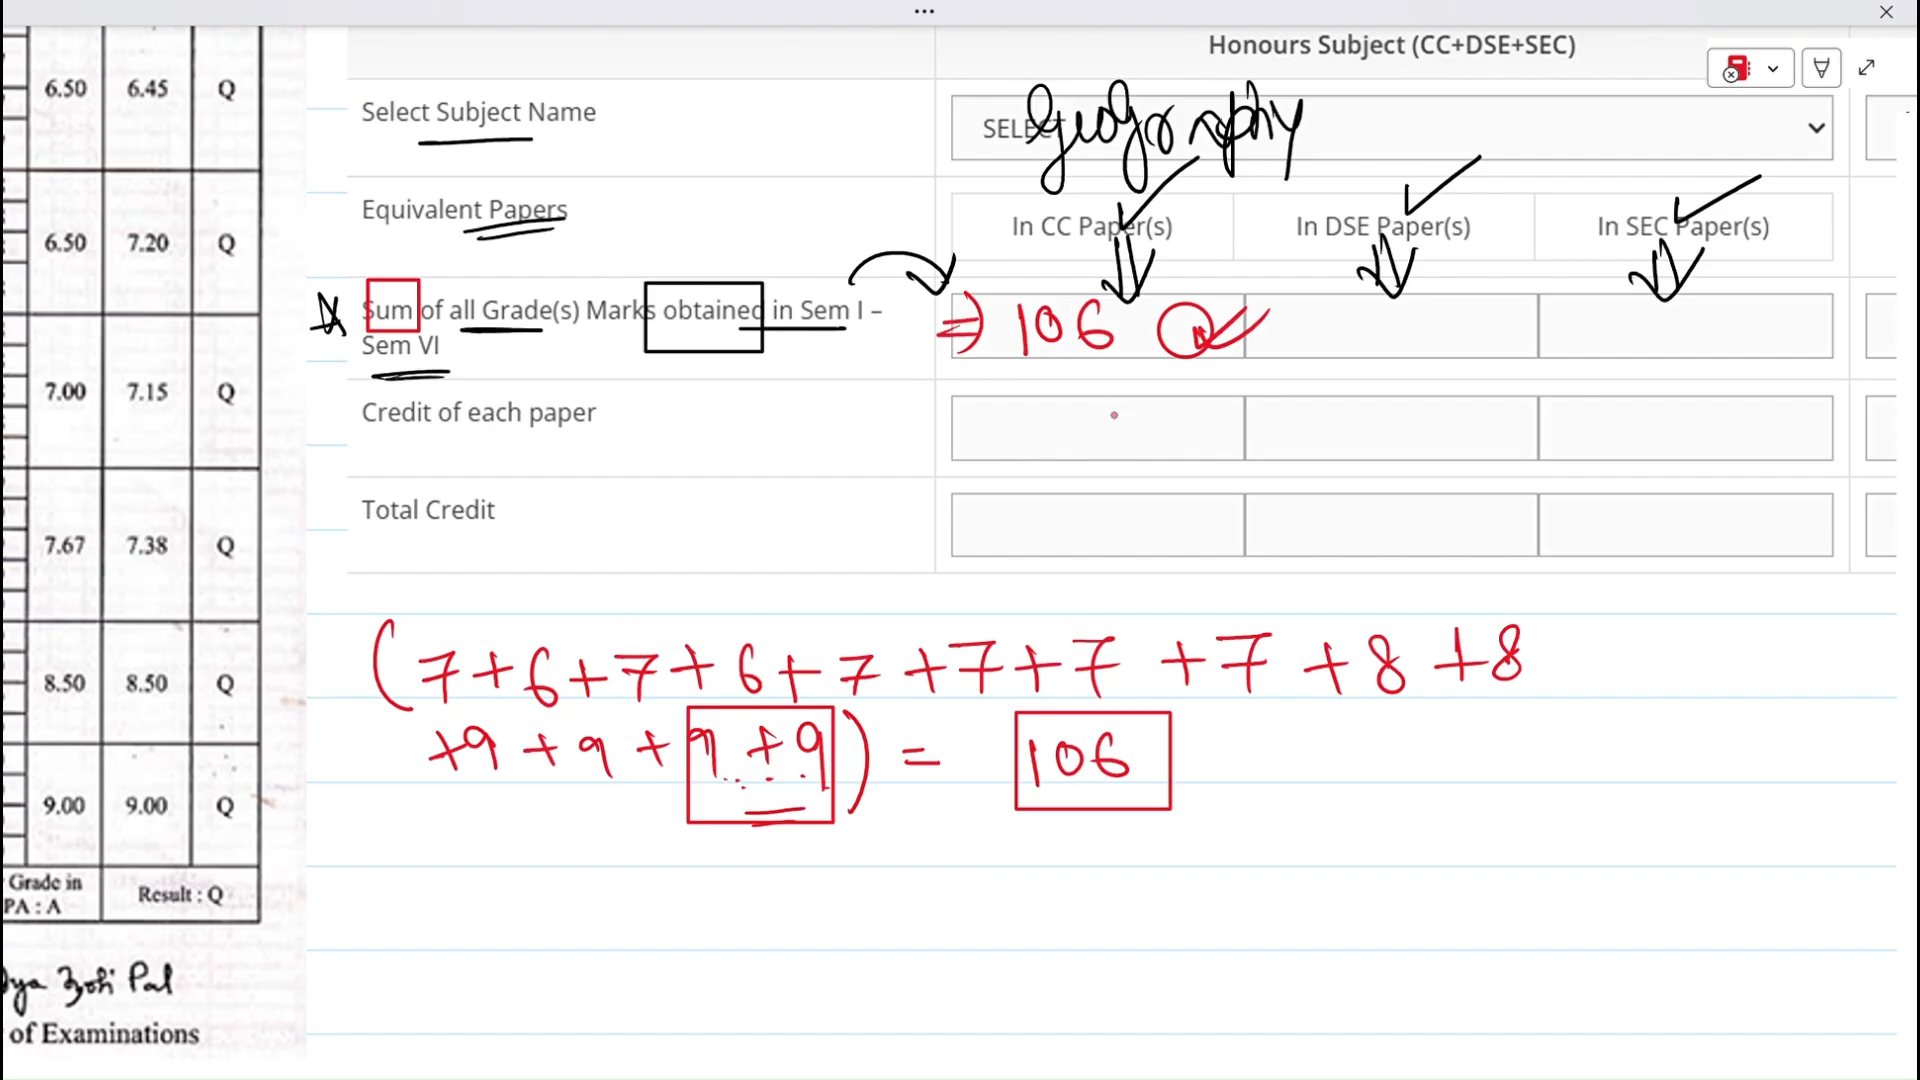 Honours Subject (CC+DSE+SEC)
6.50 6.45 Q
Select Subject Name
SELECT
Geography
6.50 7.20 Q
Equivalent Papers
In CC Paper(s) In DSE Paper(s) In SEC Paper(s)
Sum of all Grade(s) Marks obtained in Sem I –
Sem VI
⇒ 106
7.00 7.15 Q
Credit of each paper
Total Credit
7.67 7.38 Q
8.50 8.50 Q
(7+6+7+6+7+7+7+7+8+8
+9+9+9+9) = 106
9.00 9.00 Q
Grade in
PA : A
Result : Q
Pal
of Examinations